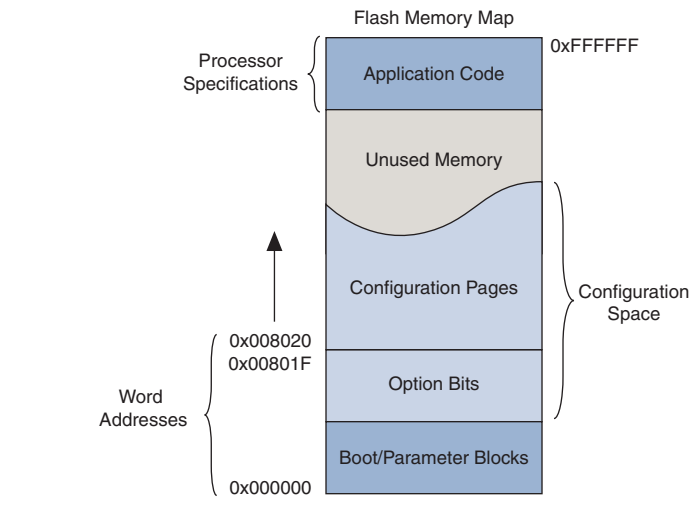 Flash Memory Map
0xFFFFFF
Processor
Specifications
Application Code
Unused Memory
Configuration Pages
Configuration
Space
0x008020
0x00801F
Option Bits
Word
Addresses
Boot/Parameter Blocks
0x000000